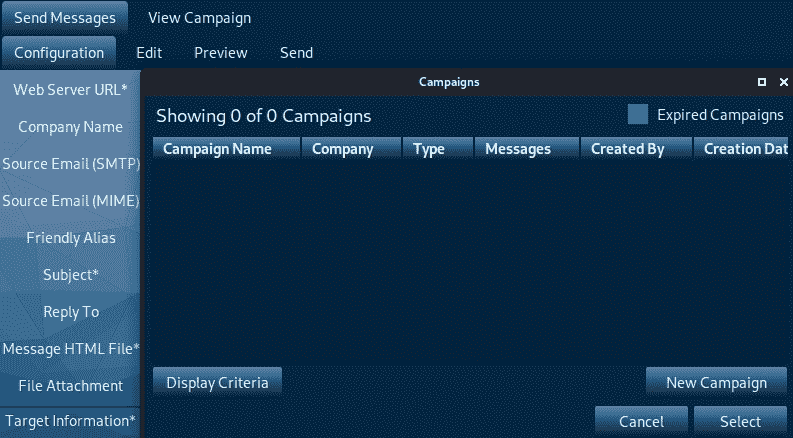 Send Messages View Campaign
Configuration Edit Preview Send
Web Server URL*
Company Name
Source Email (SMTP)
Source Email (MIME)
Friendly Alias
Subject*
Reply To
Message HTML File*
File Attachment
Target Information*
Campaigns
Showing 0 of 0 Campaigns Expired Campaigns
Campaign Name Company Type Messages Created By Creation Dat
Display Criteria New Campaign
Cancel Select